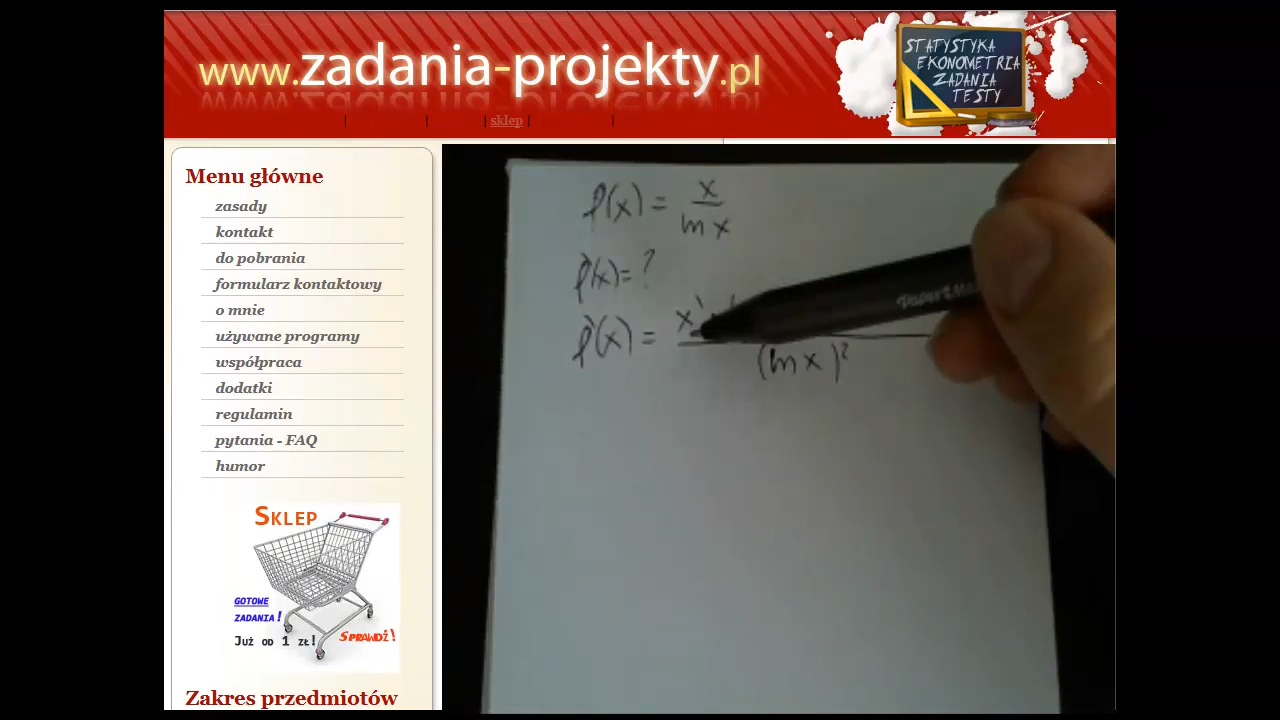 www.zadania-projekty.pl
STATYSTYKA
EKONOMETRIA
ZADANIA
TESTY
sklep
Menu główne
zasady
kontakt
do pobrania
formularz kontaktowy
o mnie
używane programy
współpraca
dodatki
regulamin
pytania - FAQ
humor
SKLEP
GOTOWE
ZADANIA!
JUŻ OD 1 ZŁ!
SPRAWDŹ!
Zakres przedmiotów
f(x) = x
ln x
f'(x) = ?
f'(x) = x'
(ln x)²